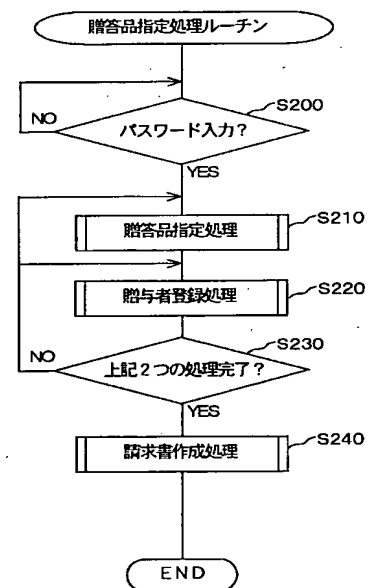 贈答品指定処理ルーチン
S200
NO
パスワード入力？
YES
S210
贈答品指定処理
S220
贈与者登録処理
S230
NO
上記２つの処理完了？
YES
S240
請求書作成処理
END